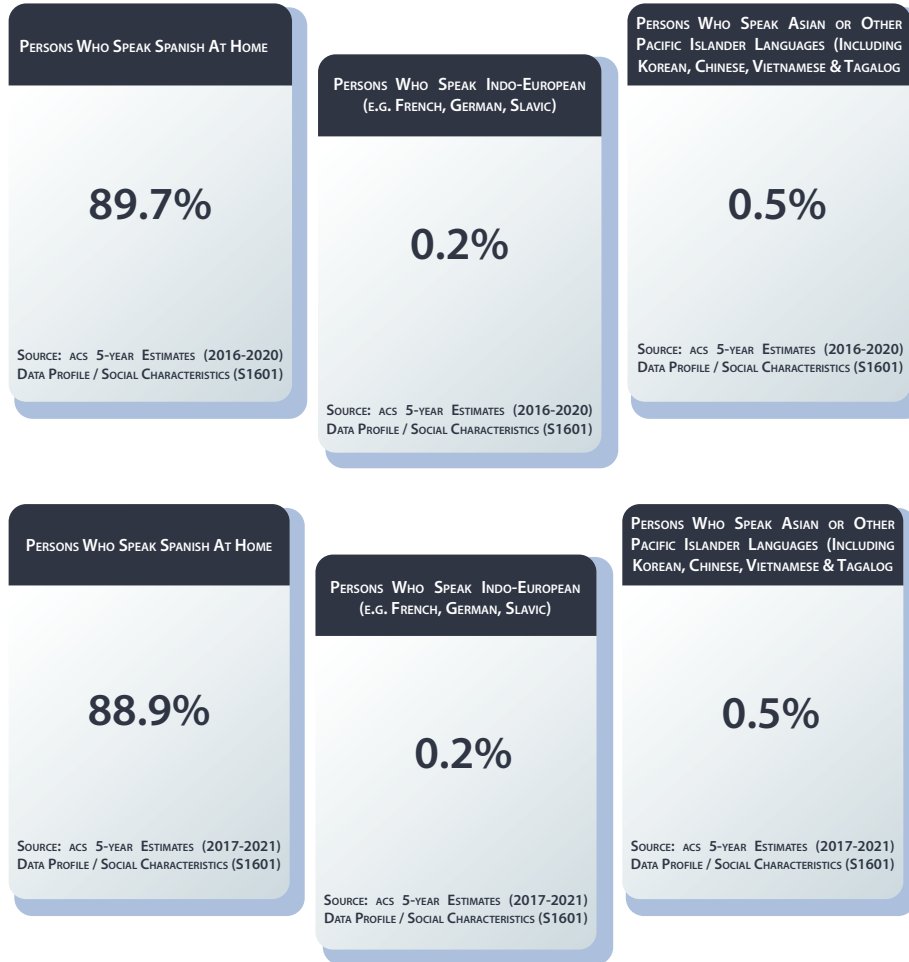 Persons Who Speak Spanish At Home
89.7%
Source: acs 5-year Estimates (2016-2020)
Data Profile / Social Characteristics (S1601)
Persons Who Speak Indo-European
(e.g. French, German, Slavic)
0.2%
Source: acs 5-year Estimates (2016-2020)
Data Profile / Social Characteristics (S1601)
Persons Who Speak Asian or Other
Pacific Islander Languages (Including
Korean, Chinese, Vietnamese & Tagalog
0.5%
Source: acs 5-year Estimates (2016-2020)
Data Profile / Social Characteristics (S1601)
Persons Who Speak Spanish At Home
88.9%
Source: acs 5-year Estimates (2017-2021)
Data Profile / Social Characteristics (S1601)
Persons Who Speak Indo-European
(e.g. French, German, Slavic)
0.2%
Source: acs 5-year Estimates (2017-2021)
Data Profile / Social Characteristics (S1601)
Persons Who Speak Asian or Other
Pacific Islander Languages (Including
Korean, Chinese, Vietnamese & Tagalog
0.5%
Source: acs 5-year Estimates (2017-2021)
Data Profile / Social Characteristics (S1601)